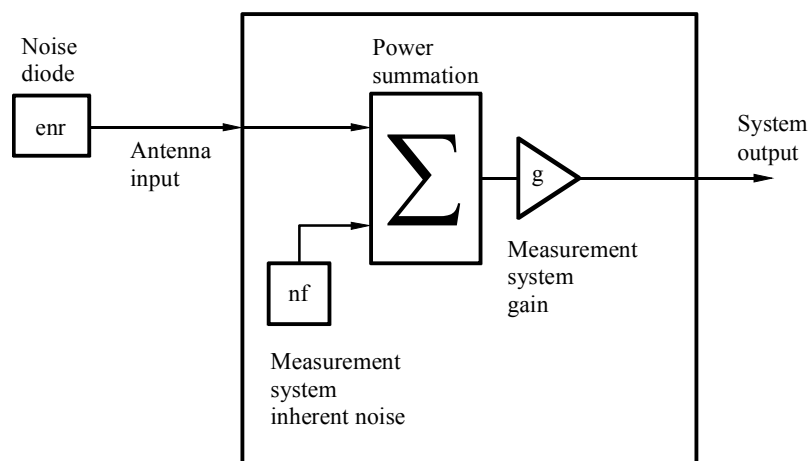 Noise
diode
enr
Antenna
input
Power
summation
Σ
nf
Measurement
system
inherent noise
g
Measurement
system
gain
System
output